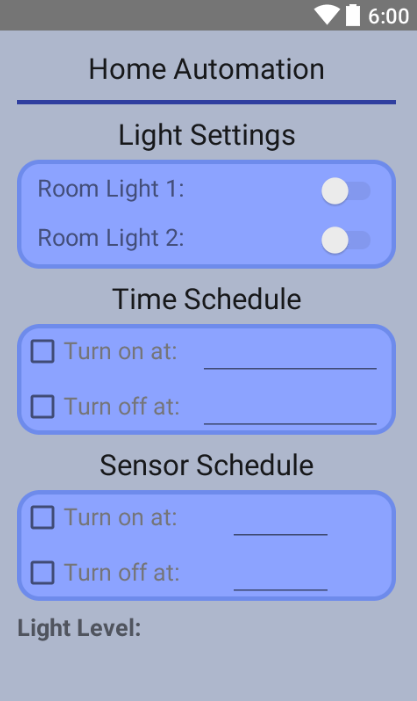 6:00
Home Automation
Light Settings
Room Light 1:
Room Light 2:
Time Schedule
Turn on at:
Turn off at:
Sensor Schedule
Turn on at:
Turn off at:
Light Level: